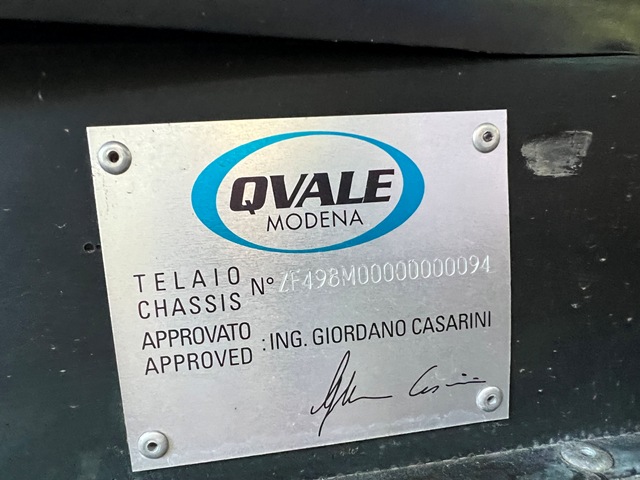 QVALE
MODENA
TELAIO
CHASSIS N° ZF498M00000000094
APPROVATO
APPROVED : ING. GIORDANO CASARINI